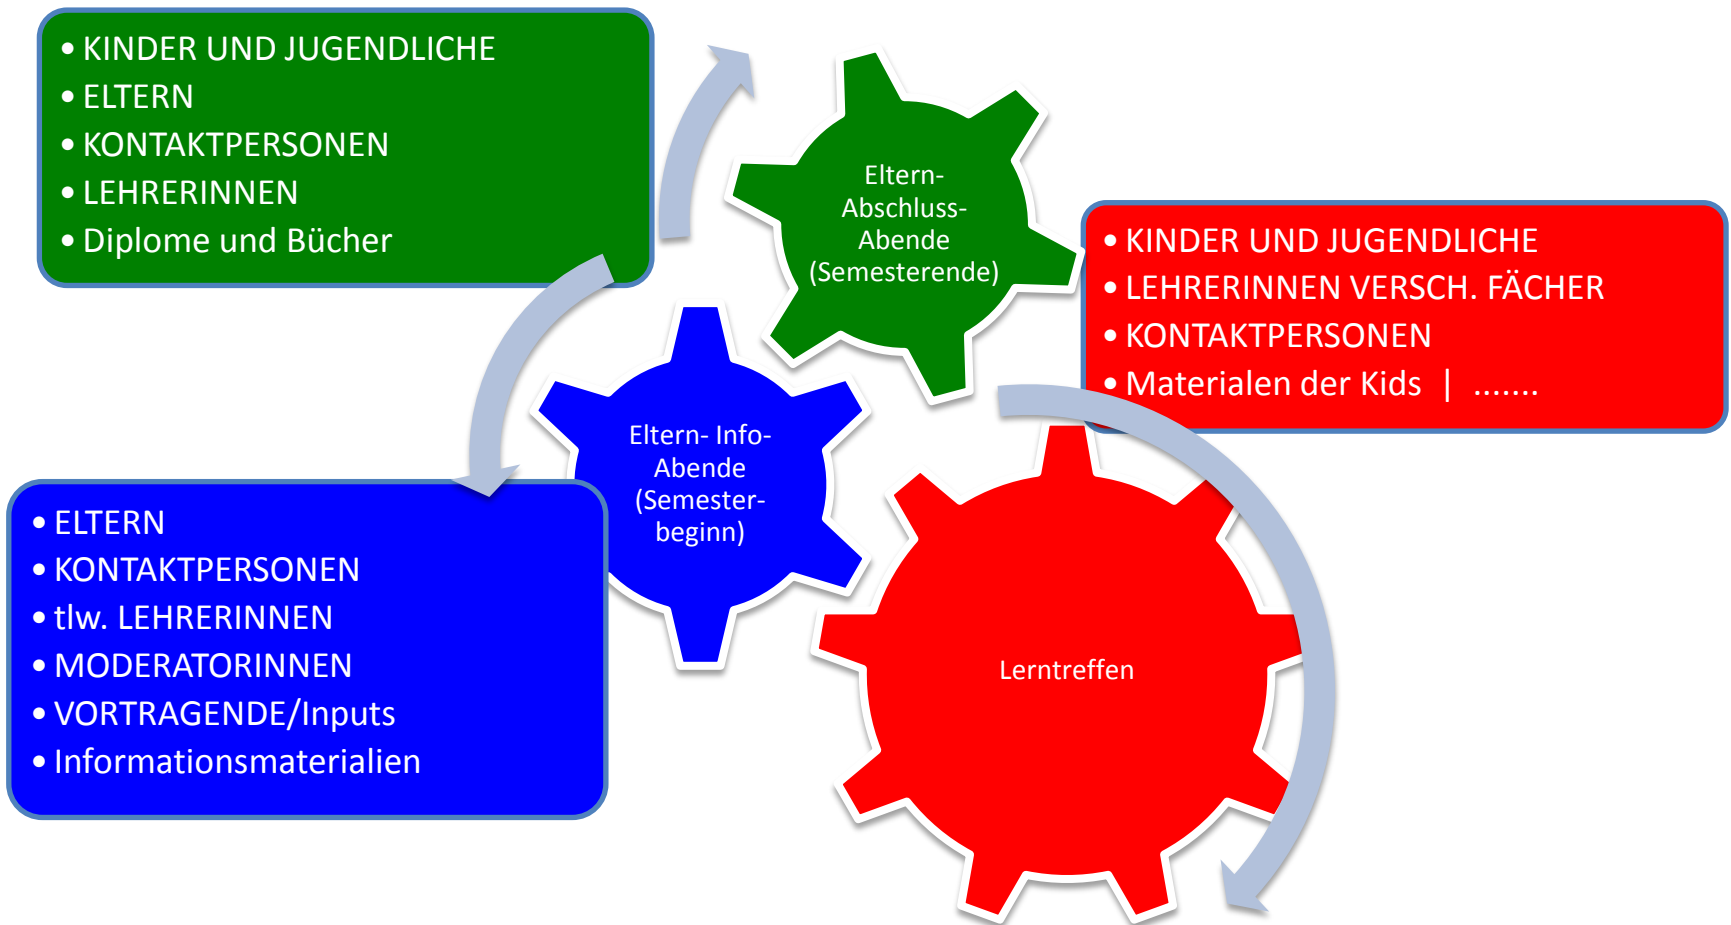 • KINDER UND JUGENDLICHE
• ELTERN
• KONTAKTPERSONEN
• LEHRERINNEN
• Diplome und Bücher
Eltern-
Abschluss-
Abende
(Semesterende)
• KINDER UND JUGENDLICHE
• LEHRERINNEN VERSCH. FÄCHER
• KONTAKTPERSONEN
• Materialen der Kids | .......
Eltern- Info-
Abende
(Semester-
beginn)
• ELTERN
• KONTAKTPERSONEN
• tlw. LEHRERINNEN
• MODERATORINNEN
• VORTRAGENDE/Inputs
• Informationsmaterialien
Lerntreffen